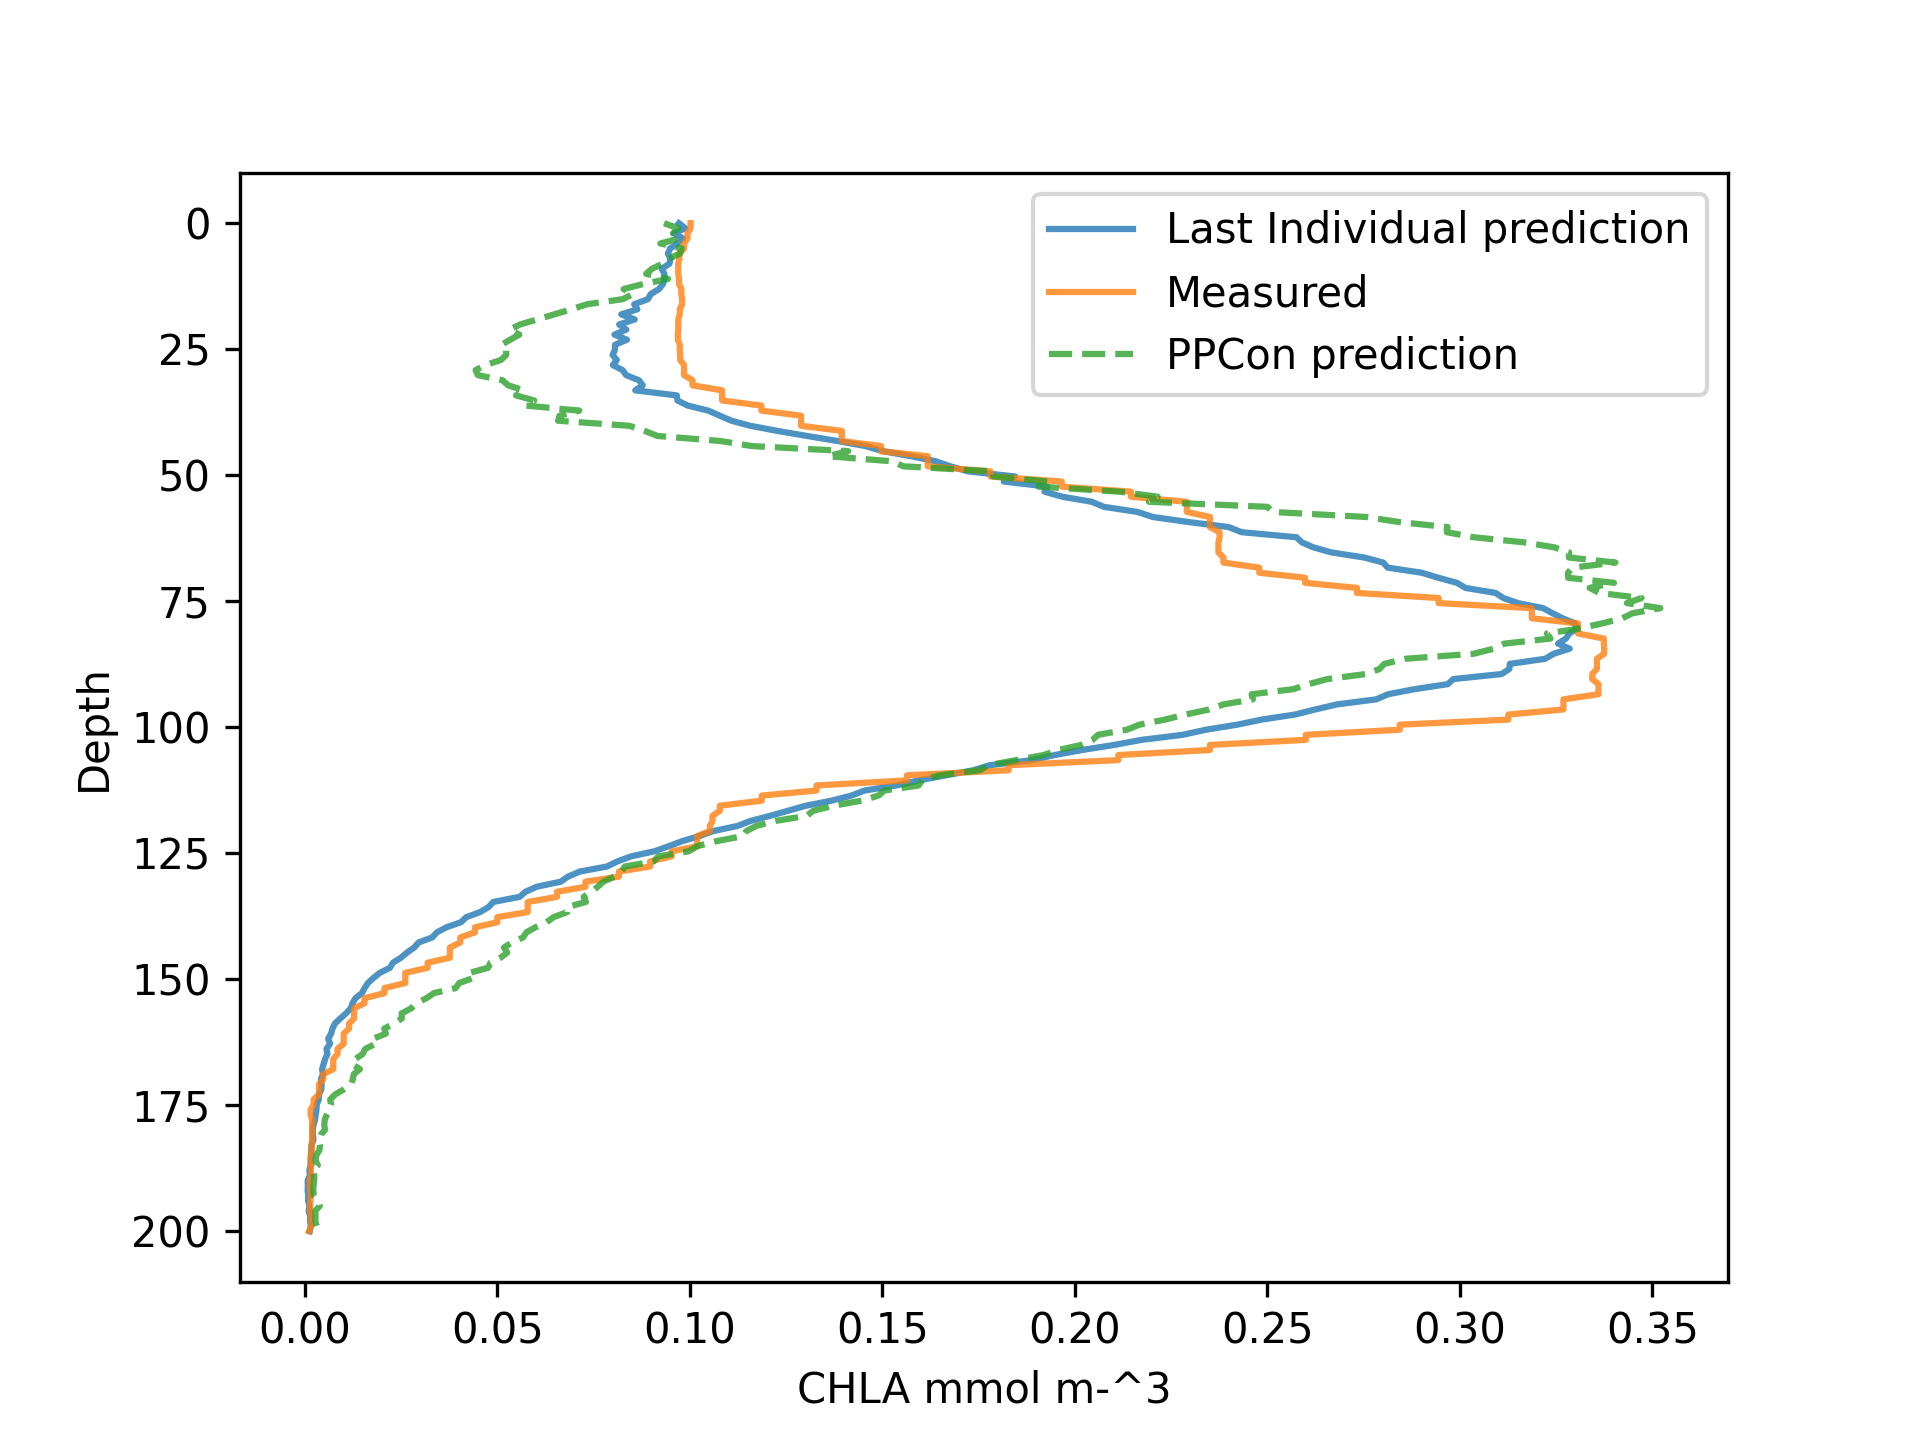 Last Individual prediction
Measured
PPCon prediction
Depth
0
25
50
75
100
125
150
175
200
0.00 0.05 0.10 0.15 0.20 0.25 0.30 0.35
CHLA mmol m-^3